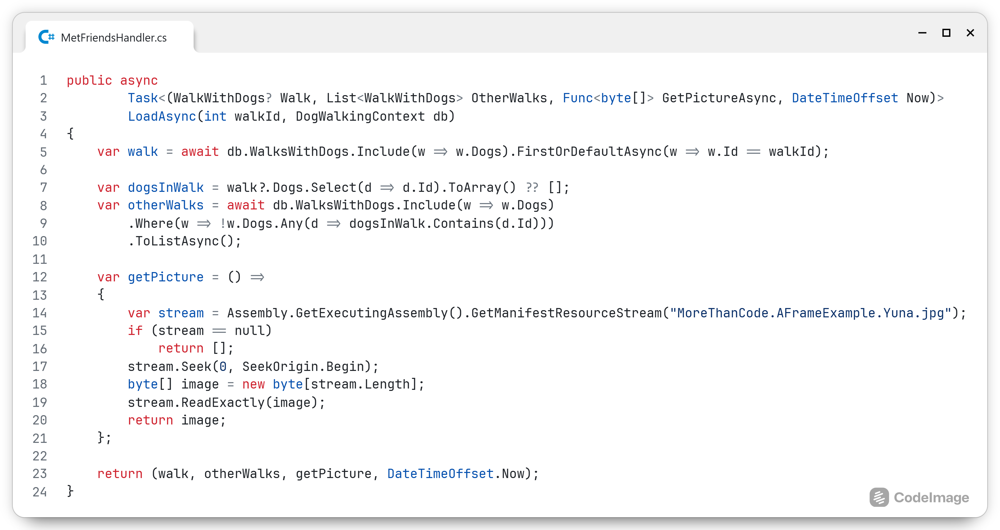 MetFriendsHandler.cs
1 public async
2         Task<(WalkWithDogs? Walk, List<WalkWithDogs> OtherWalks, Func<byte[]> GetPictureAsync, DateTimeOffset Now)>
3         LoadAsync(int walkId, DogWalkingContext db)
4 {
5     var walk = await db.WalksWithDogs.Include(w => w.Dogs).FirstOrDefaultAsync(w => w.Id == walkId);
6
7     var dogsInWalk = walk?.Dogs.Select(d => d.Id).ToArray() ?? [];
8     var otherWalks = await db.WalksWithDogs.Include(w => w.Dogs)
9         .Where(w => !w.Dogs.Any(d => dogsInWalk.Contains(d.Id)))
10         .ToListAsync();
11
12     var getPicture = () =>
13     {
14         var stream = Assembly.GetExecutingAssembly().GetManifestResourceStream("MoreThanCode.AFrameExample.Yuna.jpg");
15         if (stream == null)
16             return [];
17         stream.Seek(0, SeekOrigin.Begin);
18         byte[] image = new byte[stream.Length];
19         stream.ReadExactly(image);
20         return image;
21     };
22
23     return (walk, otherWalks, getPicture, DateTimeOffset.Now);
24 }
CodeImage